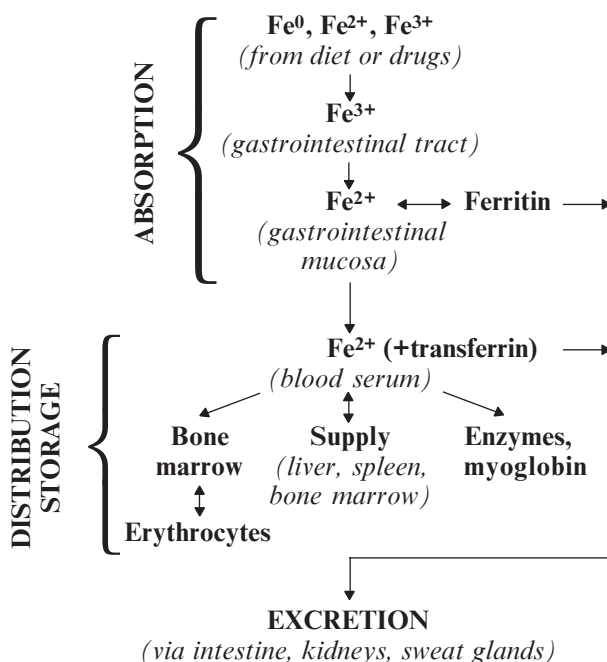 Fe⁰, Fe²⁺, Fe³⁺
(from diet or drugs)
Fe³⁺
(gastrointestinal tract)
Fe²⁺
Ferritin
(gastrointestinal
mucosa)
ABSORPTION
Fe²⁺ (+transferrin)
(blood serum)
Bone
marrow
Supply
(liver, spleen,
bone marrow)
Enzymes,
myoglobin
Erythrocytes
DISTRIBUTION
STORAGE
EXCRETION
(via intestine, kidneys, sweat glands)